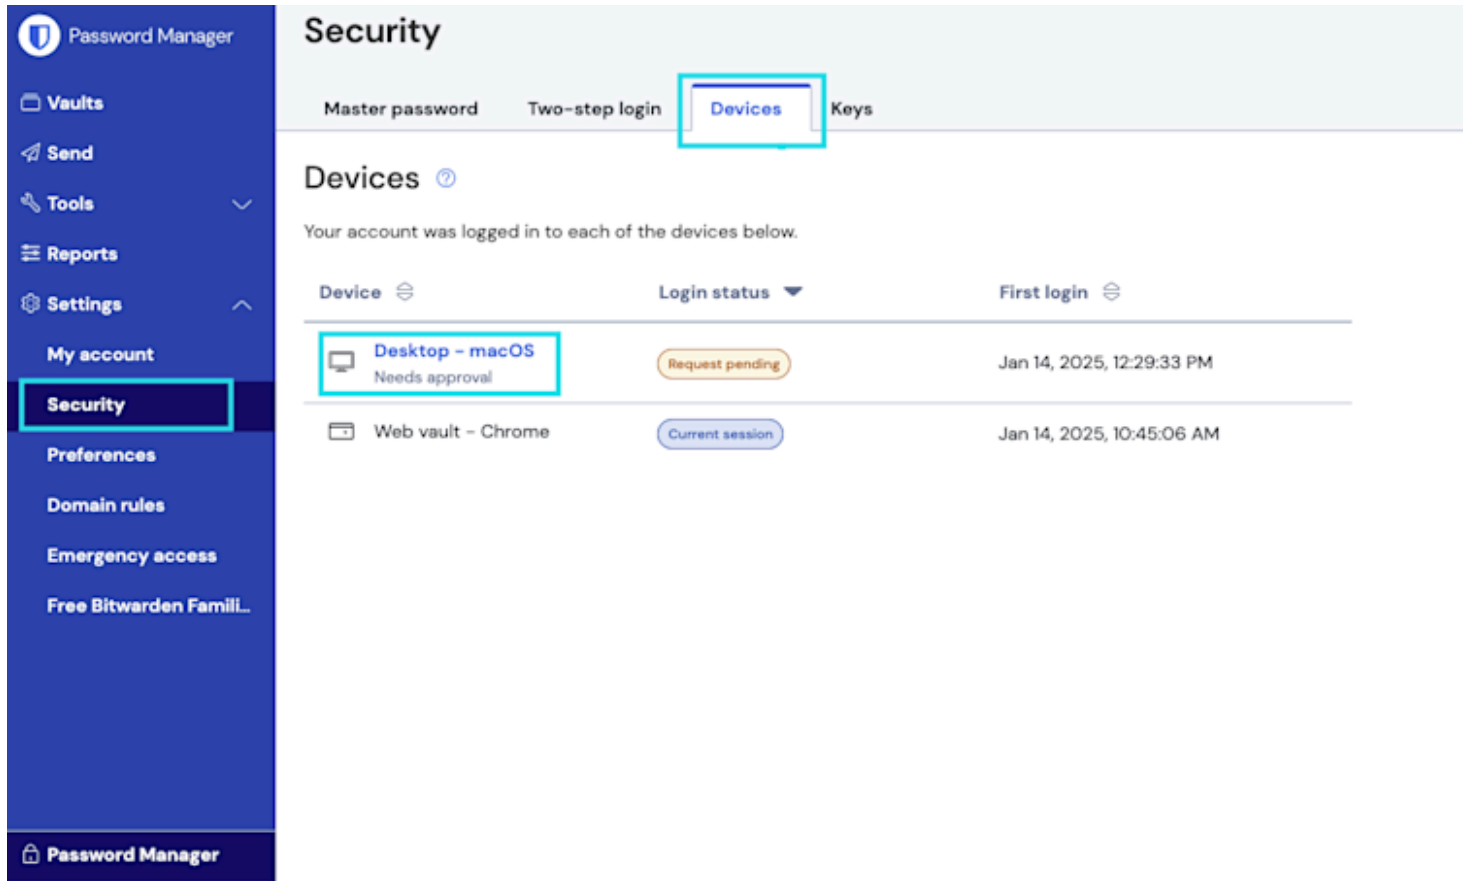 Password Manager
Vaults
Send
Tools
Reports
Settings
My account
Security
Preferences
Domain rules
Emergency access
Free Bitwarden Famili...
Password Manager
Security
Master password Two-step login Devices Keys
Devices ?
Your account was logged in to each of the devices below.
Device Login status First login
Desktop - macOS
Needs approval
Request pending
Jan 14, 2025, 12:29:33 PM
Web vault - Chrome Current session Jan 14, 2025, 10:45:06 AM